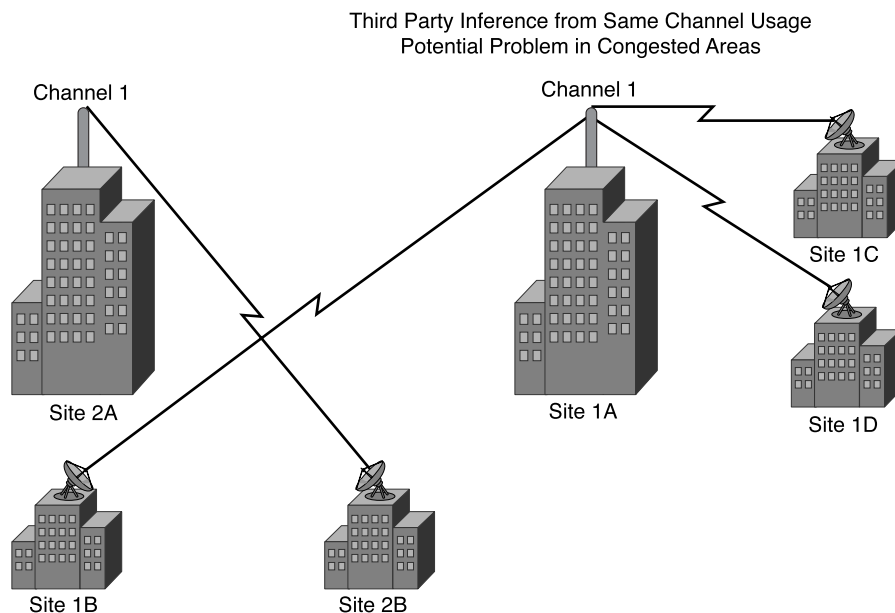 Third Party Inference from Same Channel Usage
Potential Problem in Congested Areas
Channel 1
Channel 1
Site 1C
Site 2A
Site 1A
Site 1D
Site 1B
Site 2B